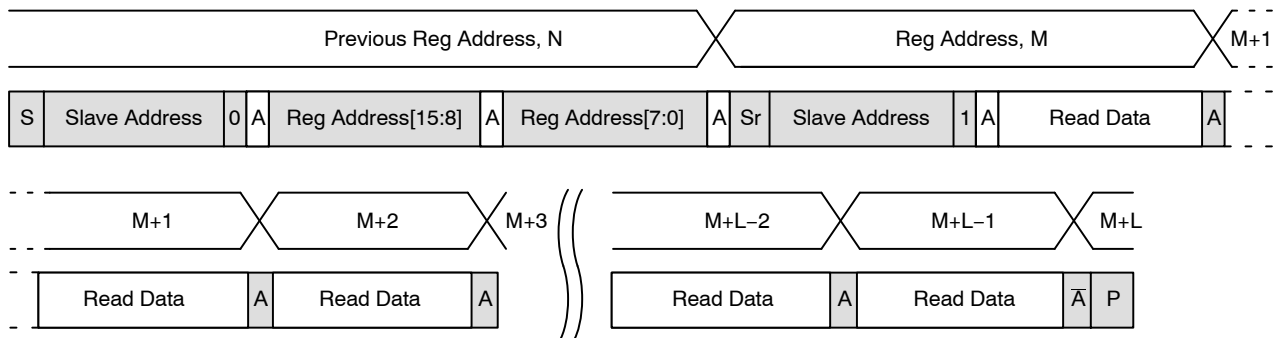 Previous Reg Address, N Reg Address, M M+1
S Slave Address 0 A Reg Address[15:8] A Reg Address[7:0] A Sr Slave Address 1 A Read Data A
M+1 M+2 M+3 M+L−2 M+L−1 M+L
Read Data A Read Data A Read Data A Read Data A̅ P